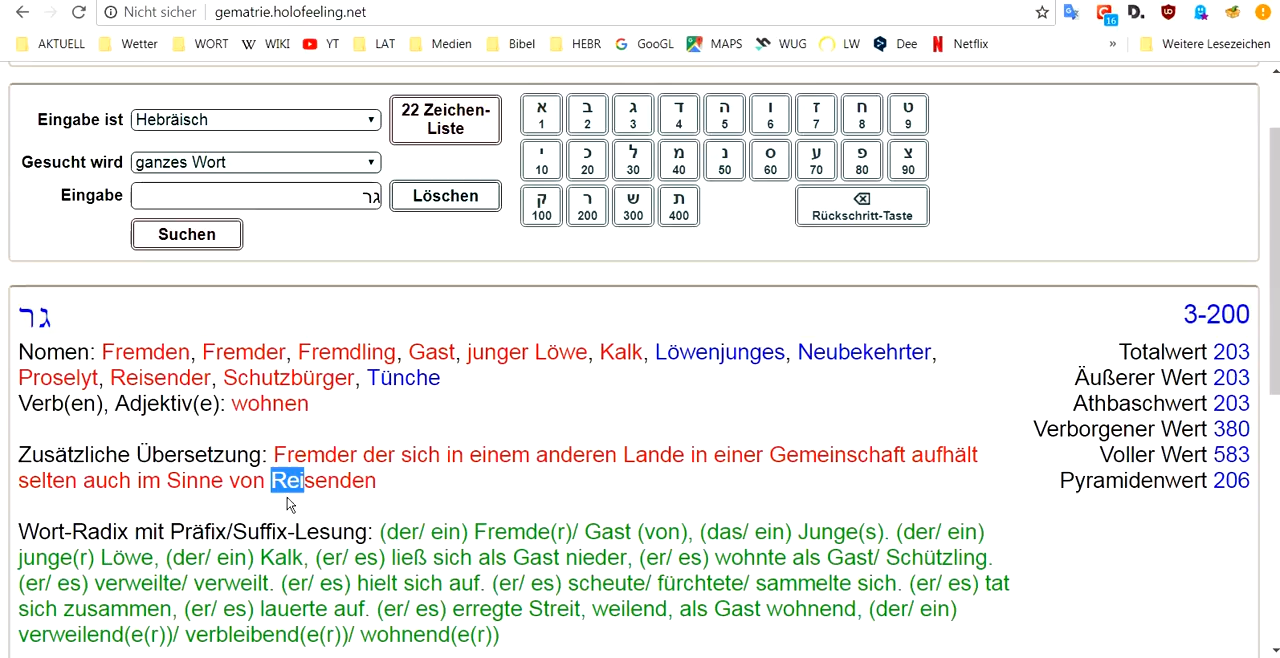 Nicht sicher gematrie.holofeeling.net 16
AKTUELL Wetter WORT WIKI YT LAT Medien Bibel HEBR GooGL MAPS WUG LW Dee Netflix » Weitere Lesezeichen
Eingabe ist Hebräisch
22 Zeichen-Liste
Gesucht wird ganzes Wort
Eingabe גר Löschen
Suchen
א ב ג ד ה ו ז ח ט
1 2 3 4 5 6 7 8 9
י כ ל מ נ ס ע פ צ
10 20 30 40 50 60 70 80 90
ק ר ש ת
100 200 300 400 Rückschritt-Taste
גר 3-200
Nomen: Fremden, Fremder, Fremdling, Gast, junger Löwe, Kalk, Löwenjunges, Neubekehrter,
Proselyt, Reisender, Schutzbürger, Tünche
Verb(en), Adjektiv(e): wohnen
Zusätzliche Übersetzung: Fremder der sich in einem anderen Lande in einer Gemeinschaft aufhält
selten auch im Sinne von Reisenden
Wort-Radix mit Präfix/Suffix-Lesung: (der/ ein) Fremde(r)/ Gast (von), (das/ ein) Junge(s). (der/ ein)
junge(r) Löwe, (der/ ein) Kalk, (er/ es) ließ sich als Gast nieder, (er/ es) wohnte als Gast/ Schützling.
(er/ es) verweilte/ verweilt. (er/ es) hielt sich auf. (er/ es) scheute/ fürchtete/ sammelte sich. (er/ es) tat
sich zusammen, (er/ es) lauerte auf. (er/ es) erregte Streit, weilend, als Gast wohnend, (der/ ein)
verweilend(e(r))/ verbleibend(e(r))/ wohnend(e(r))
Totalwert 203
Äußerer Wert 203
Athbaschwert 203
Verborgener Wert 380
Voller Wert 583
Pyramidenwert 206